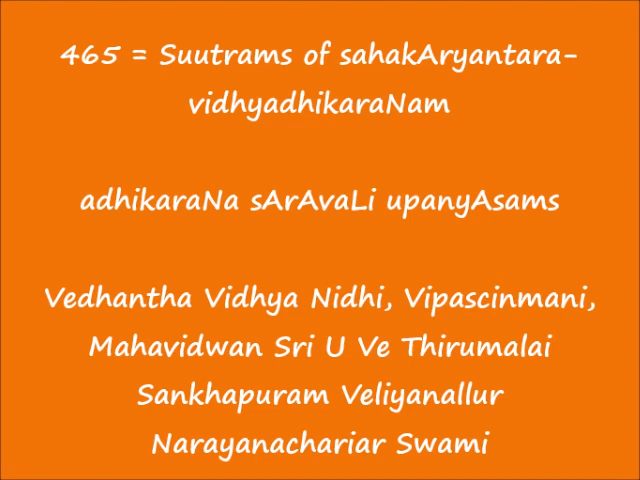 465 = Suutrams of sahakAryantara-
vidhyadhikaraNam
adhikaraNa sArAvaLi upanyAsams
Vedhantha Vidhya Nidhi, Vipascinmani,
Mahavidwan Sri U Ve Thirumalai
Sankhapuram Veliyanallur
Narayanachariar Swami